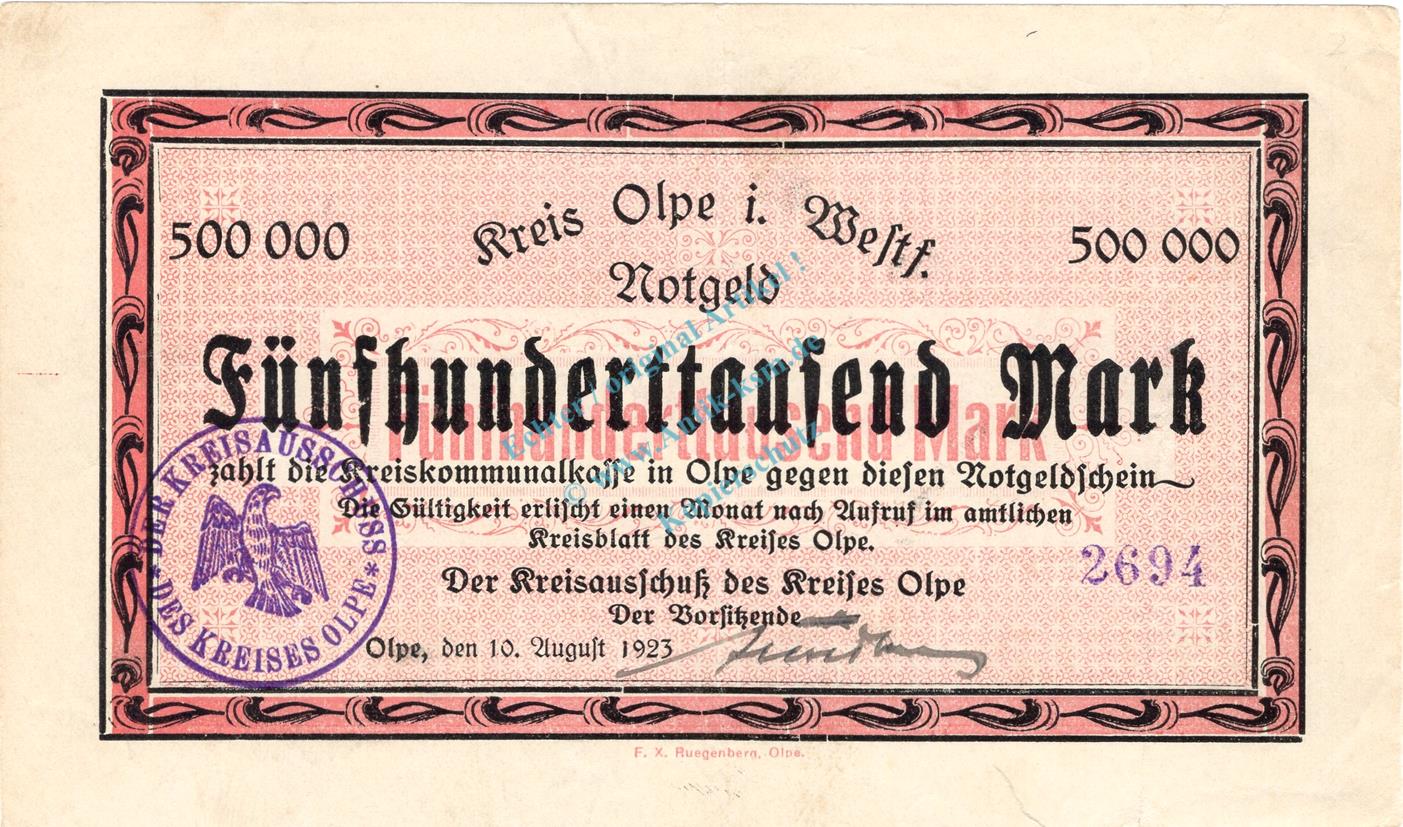 Kreis Olpe i. Westf.
500 000
500 000
Notgeld
Fünfhunderttausend Mark
Fünfhunderttausend Mark
zahlt die Kreiskommunalkasse in Olpe gegen diesen Notgeldschein
Die Gültigkeit erlischt einen Monat nach Aufruf im amtlichen
Kreisblatt des Kreises Olpe.
2694
Der Kreisausschuß des Kreises Olpe
Der Vorsitzende
Olpe, den 10. August 1923
DER KREISAUSSCHUSS
* DES KREISES OLPE *
F. X. Ruegenberg, Olpe.
Echter / original Artikel !
© www.Antik-ksin.de
Kopierschutz